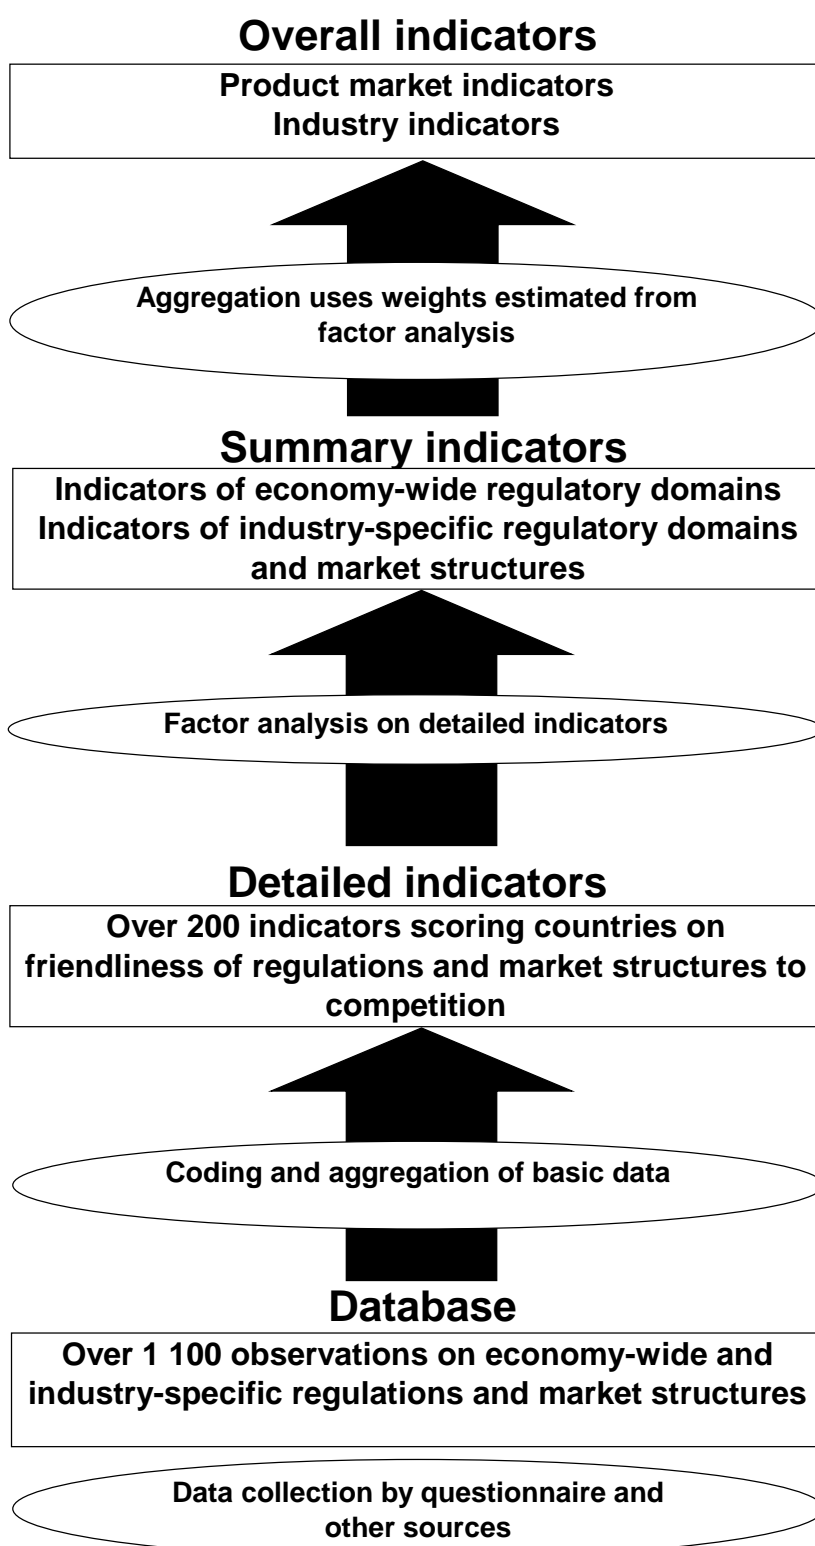 Overall indicators
Product market indicators
Industry indicators
Aggregation uses weights estimated from
factor analysis
Summary indicators
Indicators of economy-wide regulatory domains
Indicators of industry-specific regulatory domains
and market structures
Factor analysis on detailed indicators
Detailed indicators
Over 200 indicators scoring countries on
friendliness of regulations and market structures to
competition
Coding and aggregation of basic data
Database
Over 1 100 observations on economy-wide and
industry-specific regulations and market structures
Data collection by questionnaire and
other sources